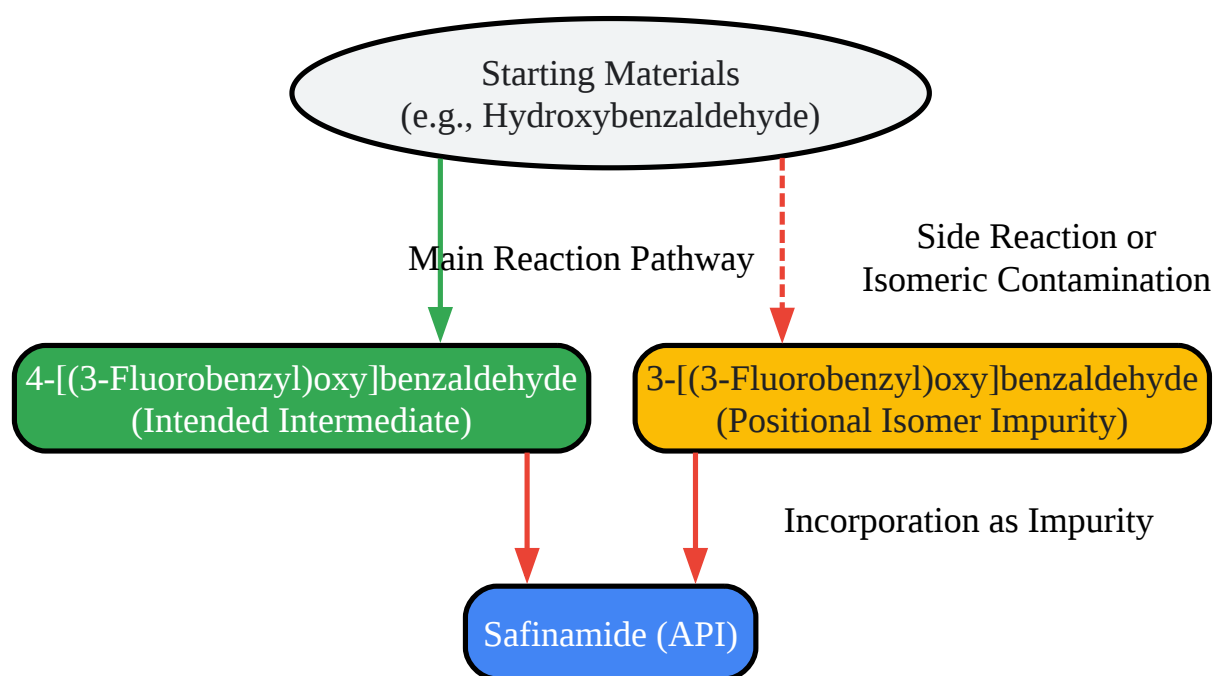 Starting Materials
(e.g., Hydroxybenzaldehyde)
Main Reaction Pathway
Side Reaction or
Isomeric Contamination
4-[(3-Fluorobenzyl)oxy]benzaldehyde
(Intended Intermediate)
3-[(3-Fluorobenzyl)oxy]benzaldehyde
(Positional Isomer Impurity)
Incorporation as Impurity
Safinamide (API)